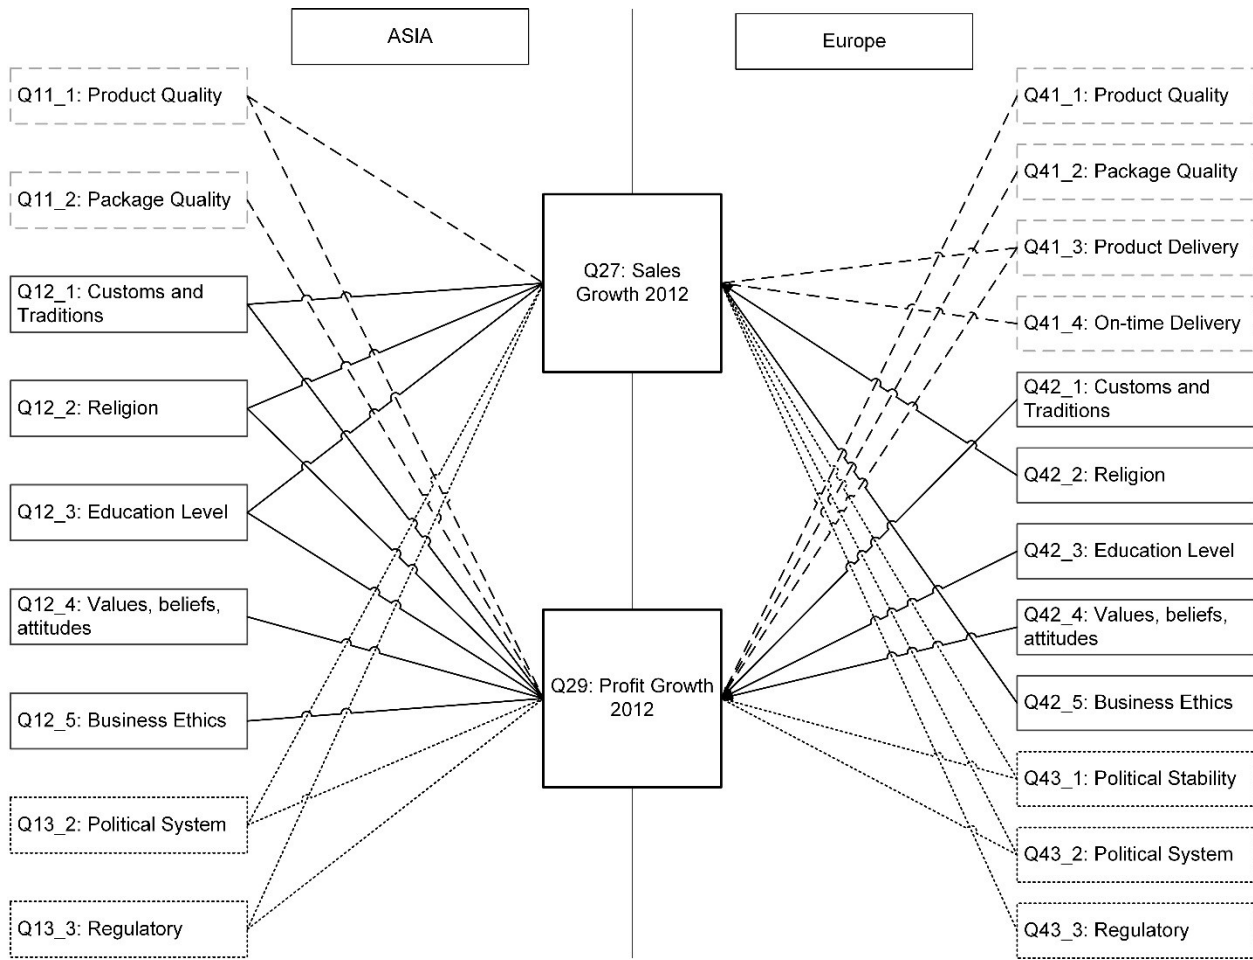 ASIA
Europe
Q11_1: Product Quality
Q11_2: Package Quality
Q12_1: Customs and
Traditions
Q12_2: Religion
Q12_3: Education Level
Q12_4: Values, beliefs,
attitudes
Q12_5: Business Ethics
Q13_2: Political System
Q13_3: Regulatory
Q27: Sales
Growth 2012
Q29: Profit Growth
2012
Q41_1: Product Quality
Q41_2: Package Quality
Q41_3: Product Delivery
Q41_4: On-time Delivery
Q42_1: Customs and
Traditions
Q42_2: Religion
Q42_3: Education Level
Q42_4: Values, beliefs,
attitudes
Q42_5: Business Ethics
Q43_1: Political Stability
Q43_2: Political System
Q43_3: Regulatory